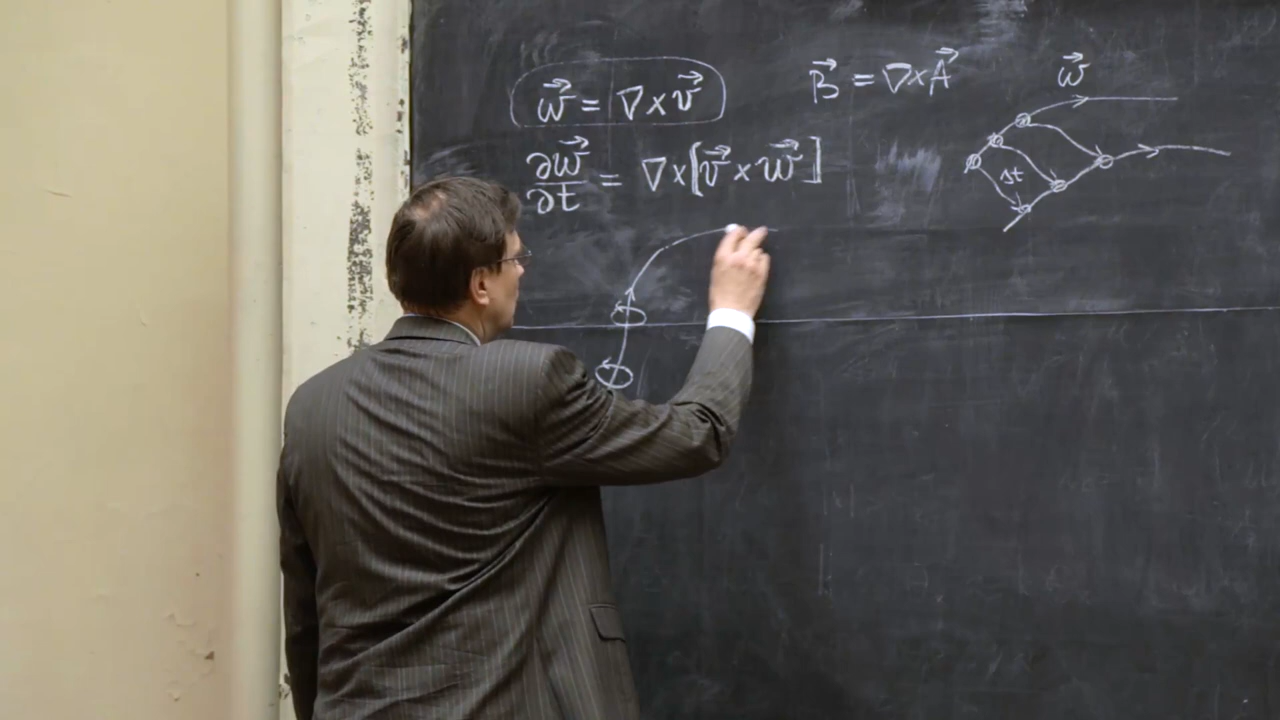 w⃗ = ∇×v⃗
B⃗ = ∇×A⃗
w⃗
∂w⃗/∂t = ∇×[v⃗×w⃗]
δt